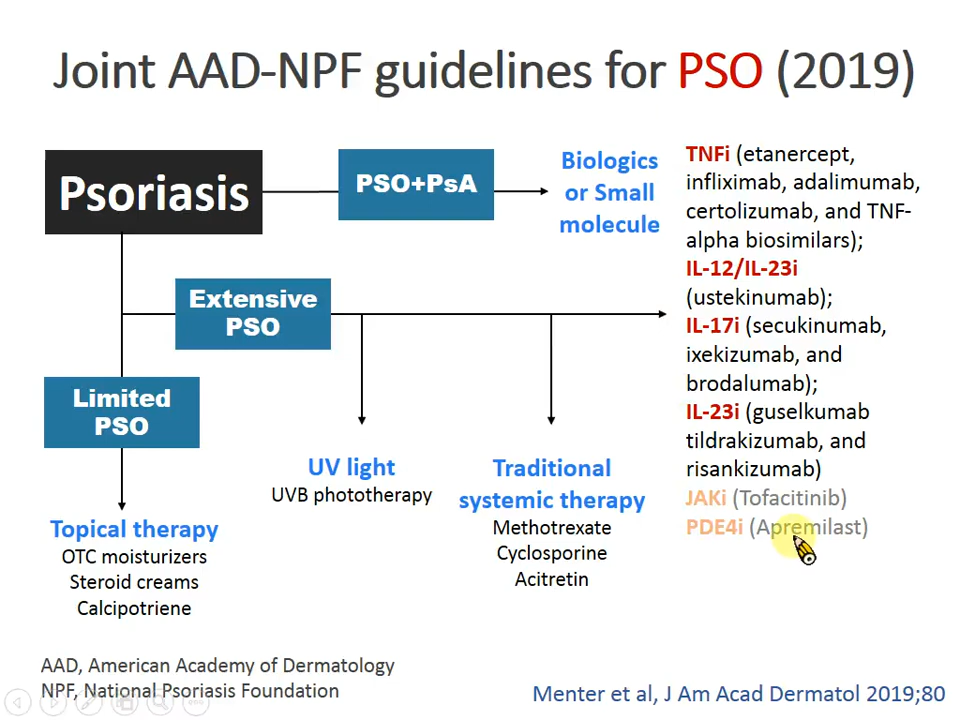 Joint AAD-NPF guidelines for PSO (2019)
Psoriasis
PSO+PsA
Biologics
or Small
molecule
TNFi (etanercept,
infliximab, adalimumab,
certolizumab, and TNF-
alpha biosimilars);
IL-12/IL-23i
(ustekinumab);
IL-17i (secukinumab,
ixekizumab, and
brodalumab);
IL-23i (guselkumab
tildrakizumab, and
risankizumab)
JAKi (Tofacitinib)
PDE4i (Apremilast)
Extensive
PSO
Limited
PSO
UV light
UVB phototherapy
Traditional
systemic therapy
Methotrexate
Cyclosporine
Acitretin
Topical therapy
OTC moisturizers
Steroid creams
Calcipotriene
AAD, American Academy of Dermatology
NPF, National Psoriasis Foundation
Menter et al, J Am Acad Dermatol 2019;80